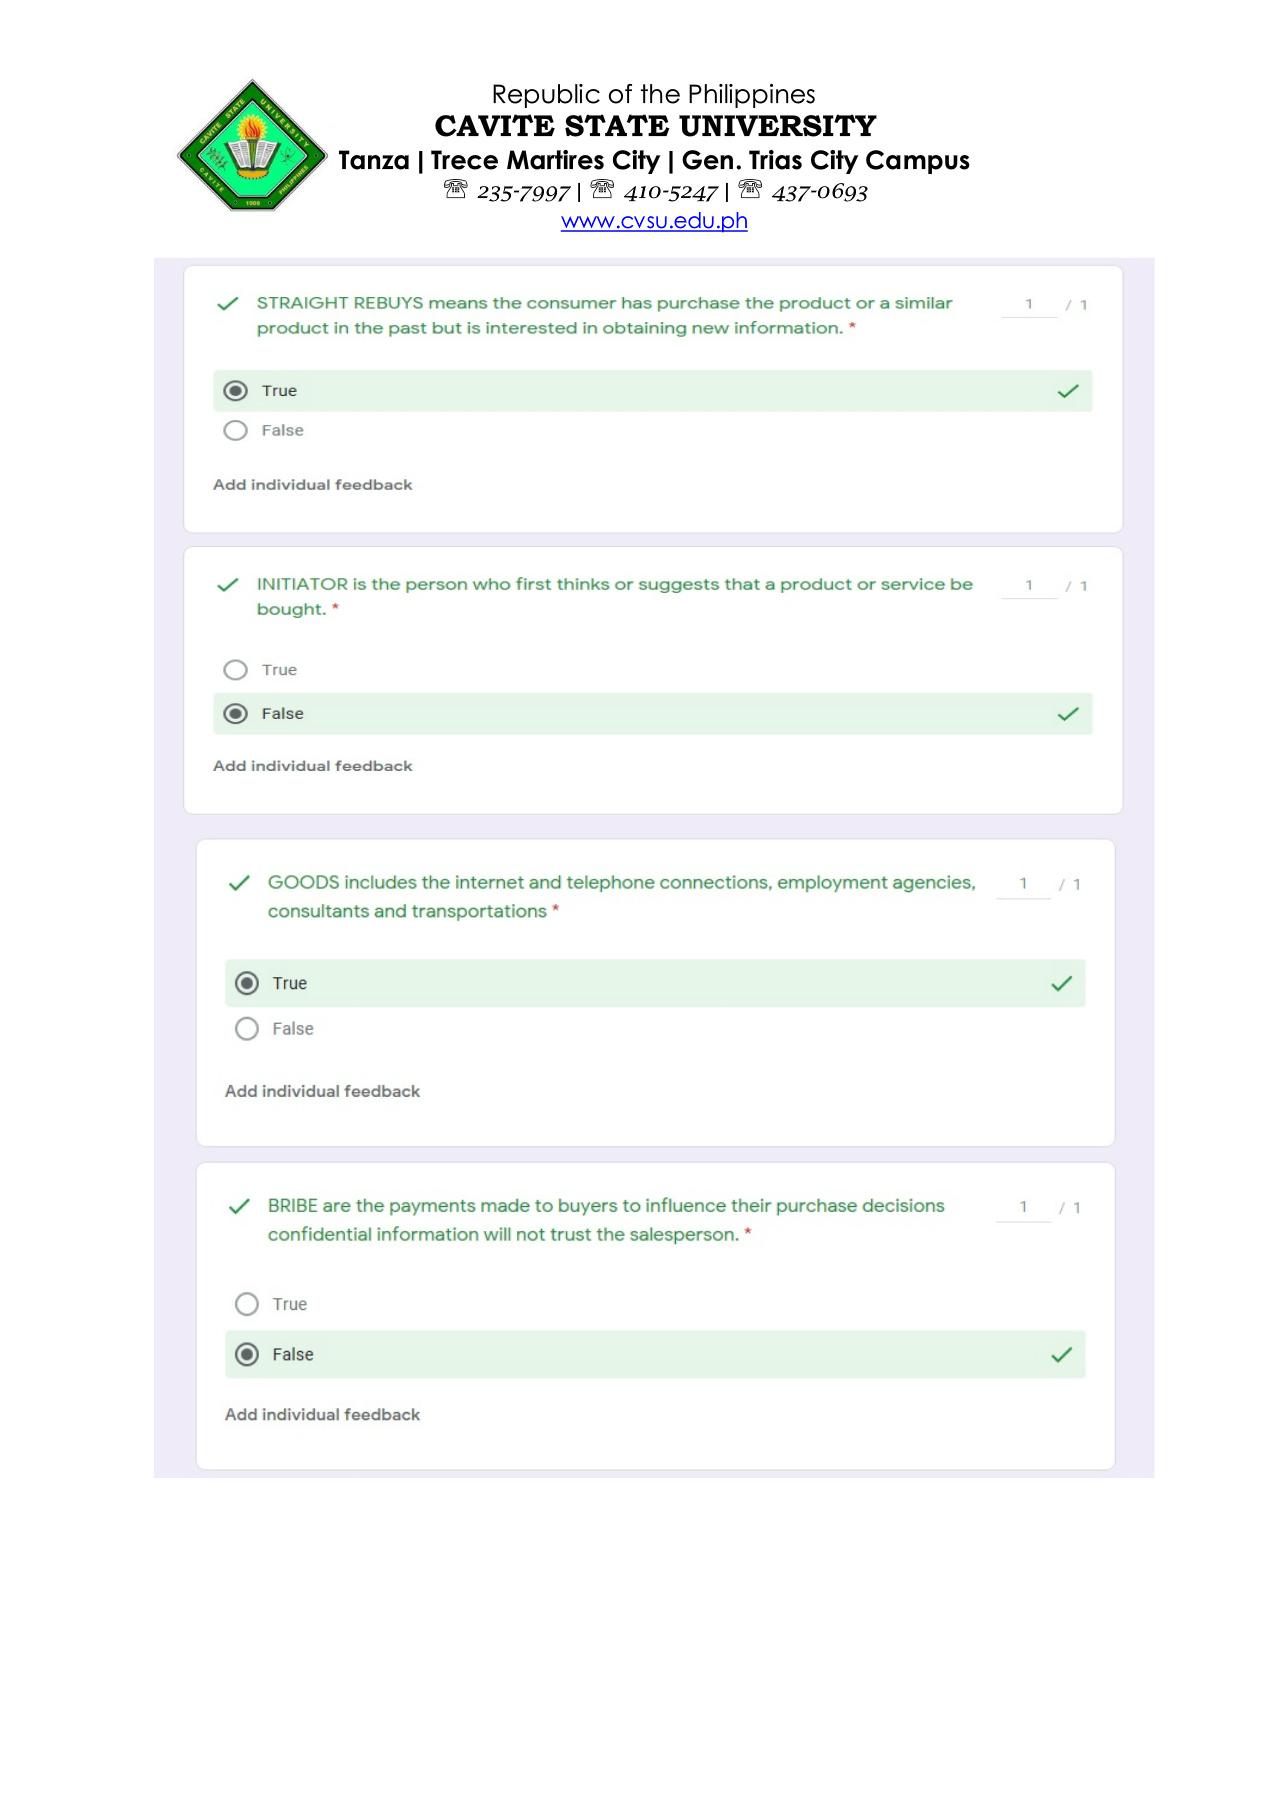 Republic of the Philippines
CAVITE STATE UNIVERSITY
Tanza | Trece Martires City | Gen. Trias City Campus
☏ 235-7997 | ☏ 410-5247 | ☏ 437-0693
www.cvsu.edu.ph
CAVITE STATE UNIVERSITY
CAVITE PHILIPPINES
1906
STRAIGHT REBUYS means the consumer has purchase the product or a similar 1 / 1
product in the past but is interested in obtaining new information. *
True
False
Add individual feedback
INITIATOR is the person who first thinks or suggests that a product or service be 1 / 1
bought. *
True
False
Add individual feedback
GOODS includes the internet and telephone connections, employment agencies, 1 / 1
consultants and transportations *
True
False
Add individual feedback
BRIBE are the payments made to buyers to influence their purchase decisions 1 / 1
confidential information will not trust the salesperson. *
True
False
Add individual feedback